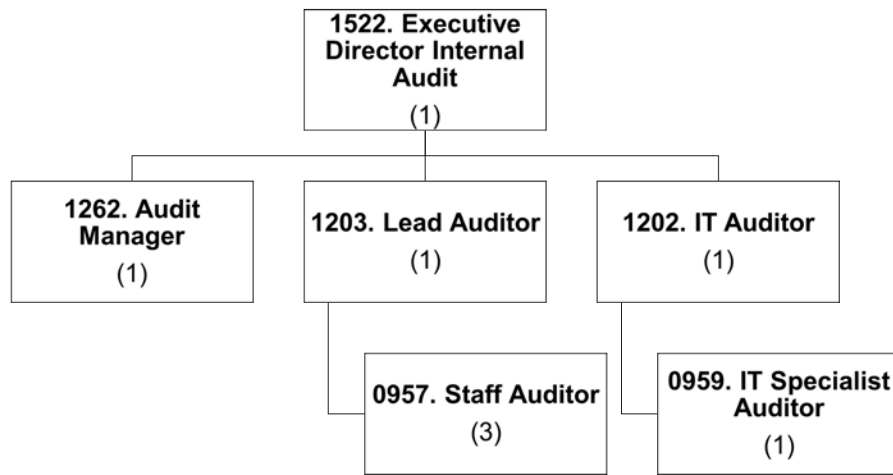 1522. Executive
Director Internal
Audit
(1)
1262. Audit
Manager
(1)
1203. Lead Auditor
(1)
1202. IT Auditor
(1)
0957. Staff Auditor
(3)
0959. IT Specialist
Auditor
(1)